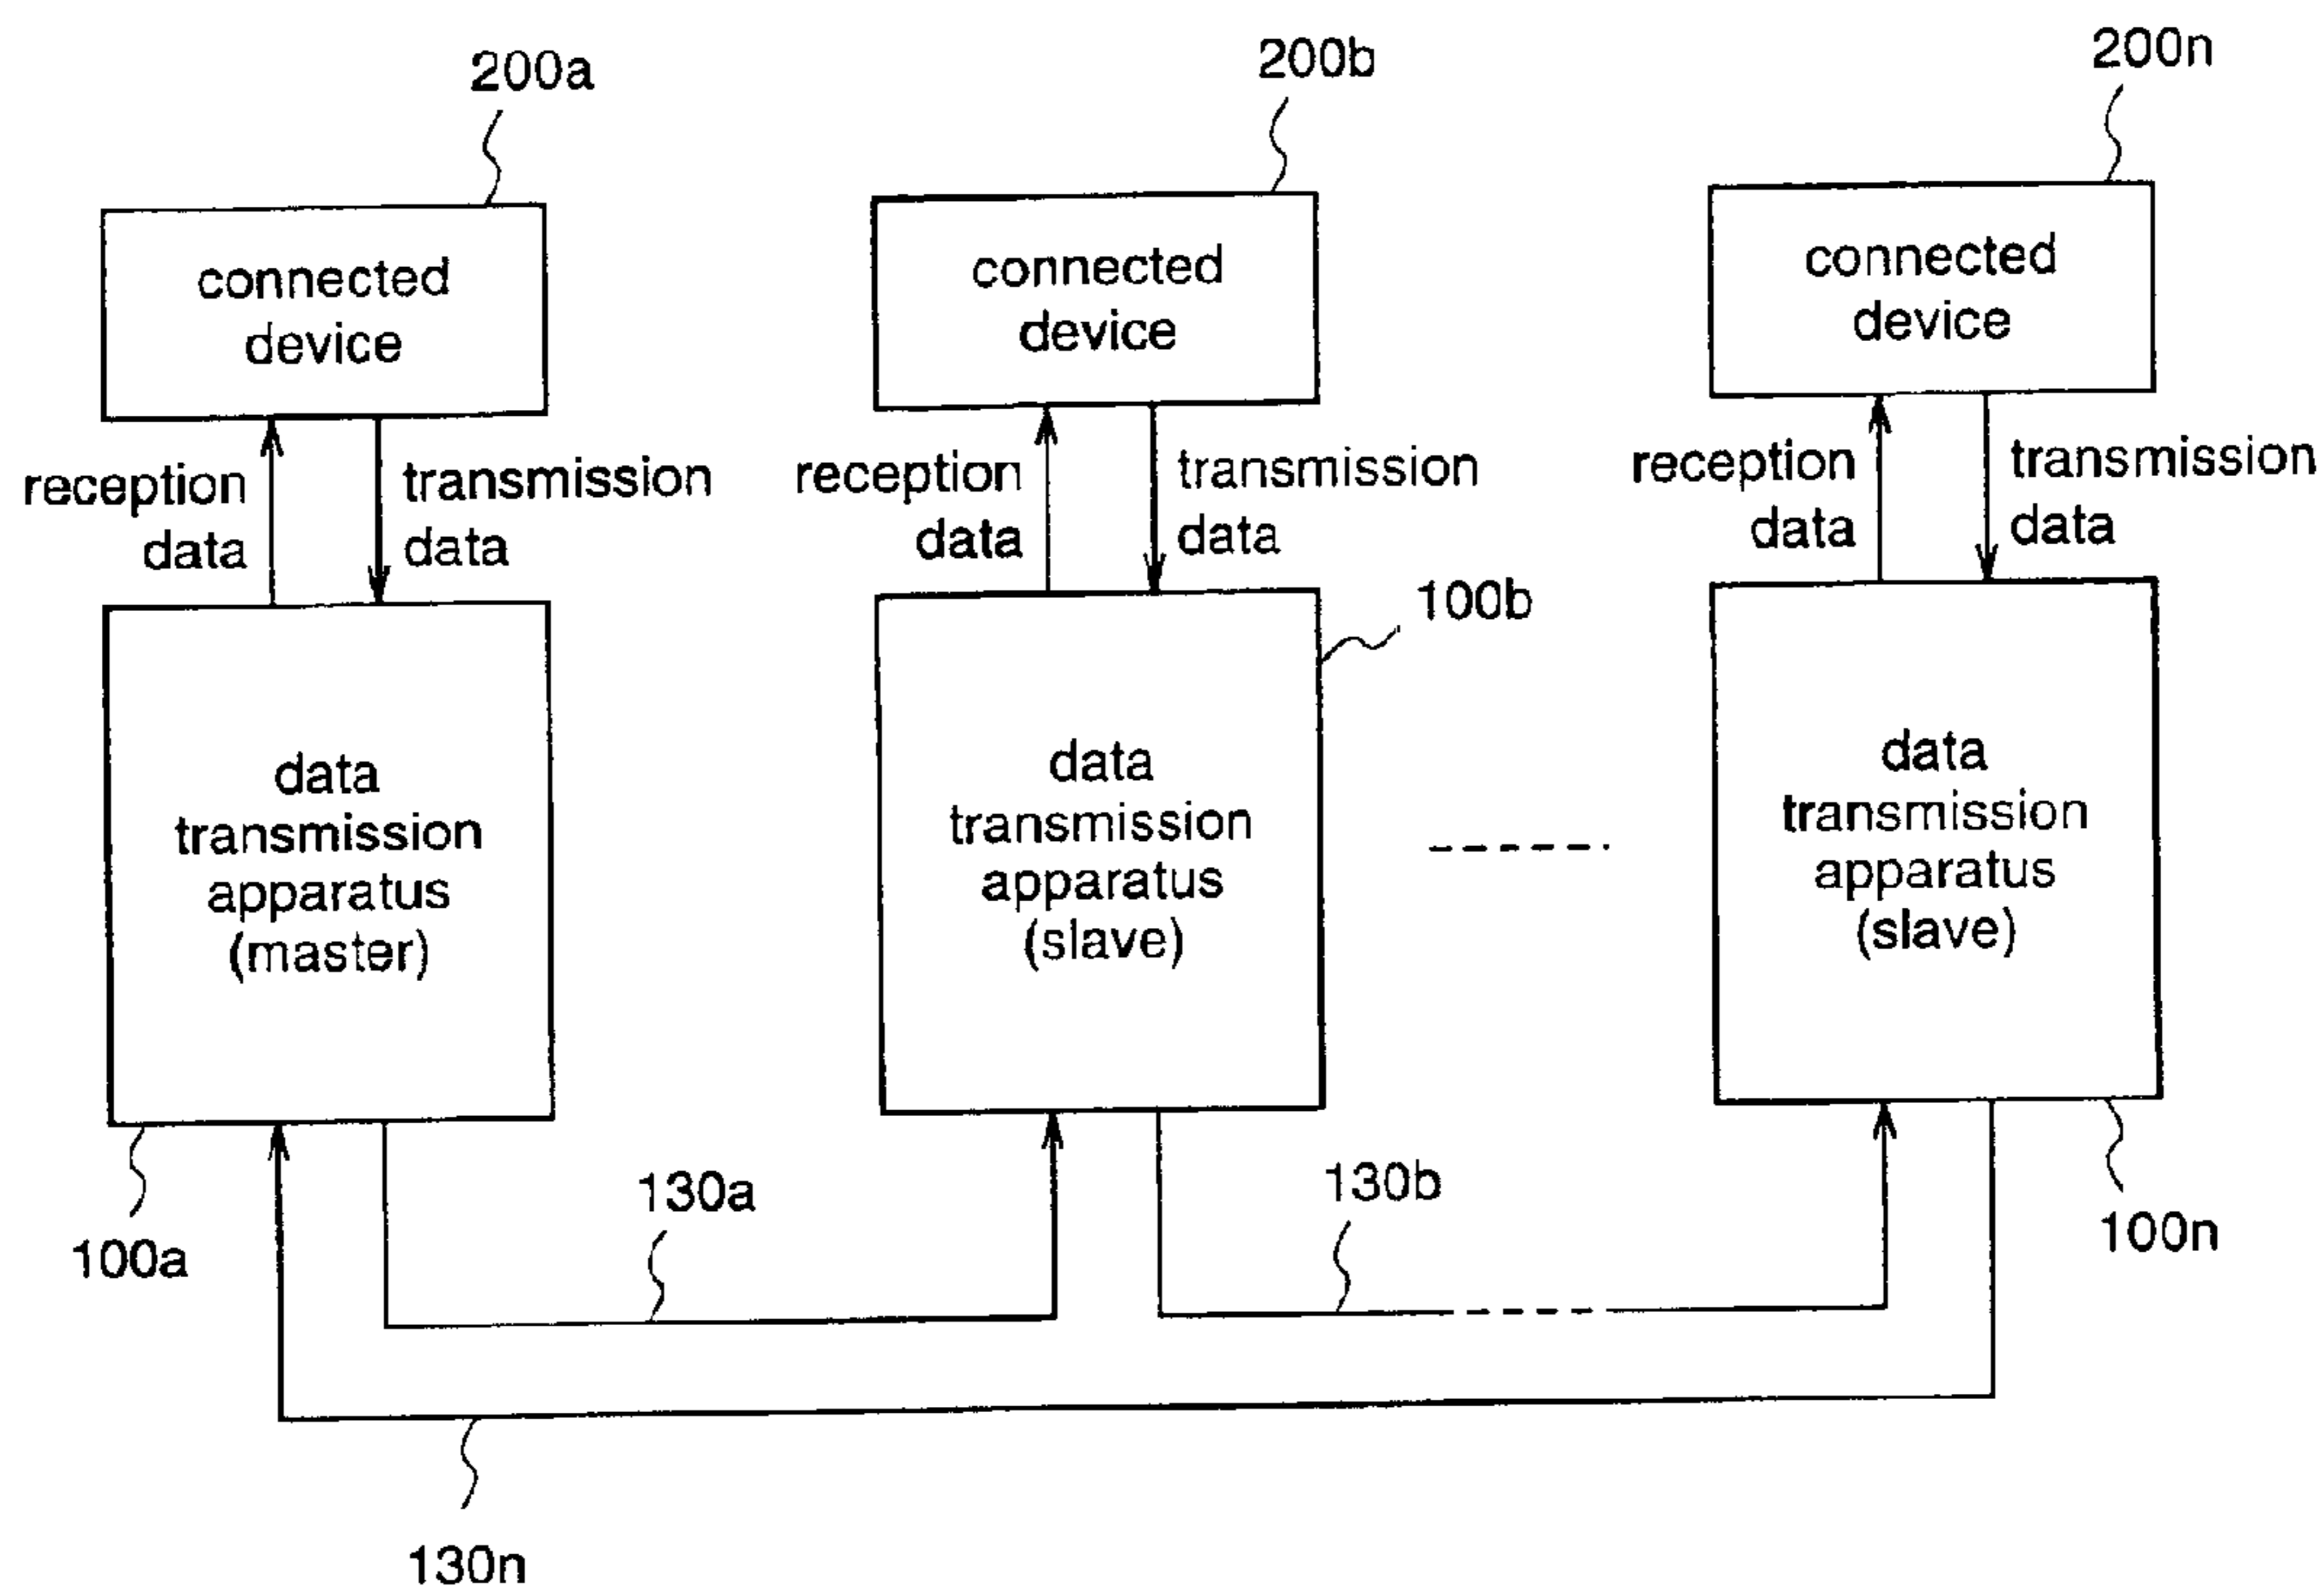 200a
200b
200n
connected
device
connected
device
connected
device
reception
data
transmission
data
reception
data
transmission
data
reception
data
transmission
data
100b
data
transmission
apparatus
(master)
data
transmission
apparatus
(slave)
data
transmission
apparatus
(slave)
100a
130a
130b
100n
130n